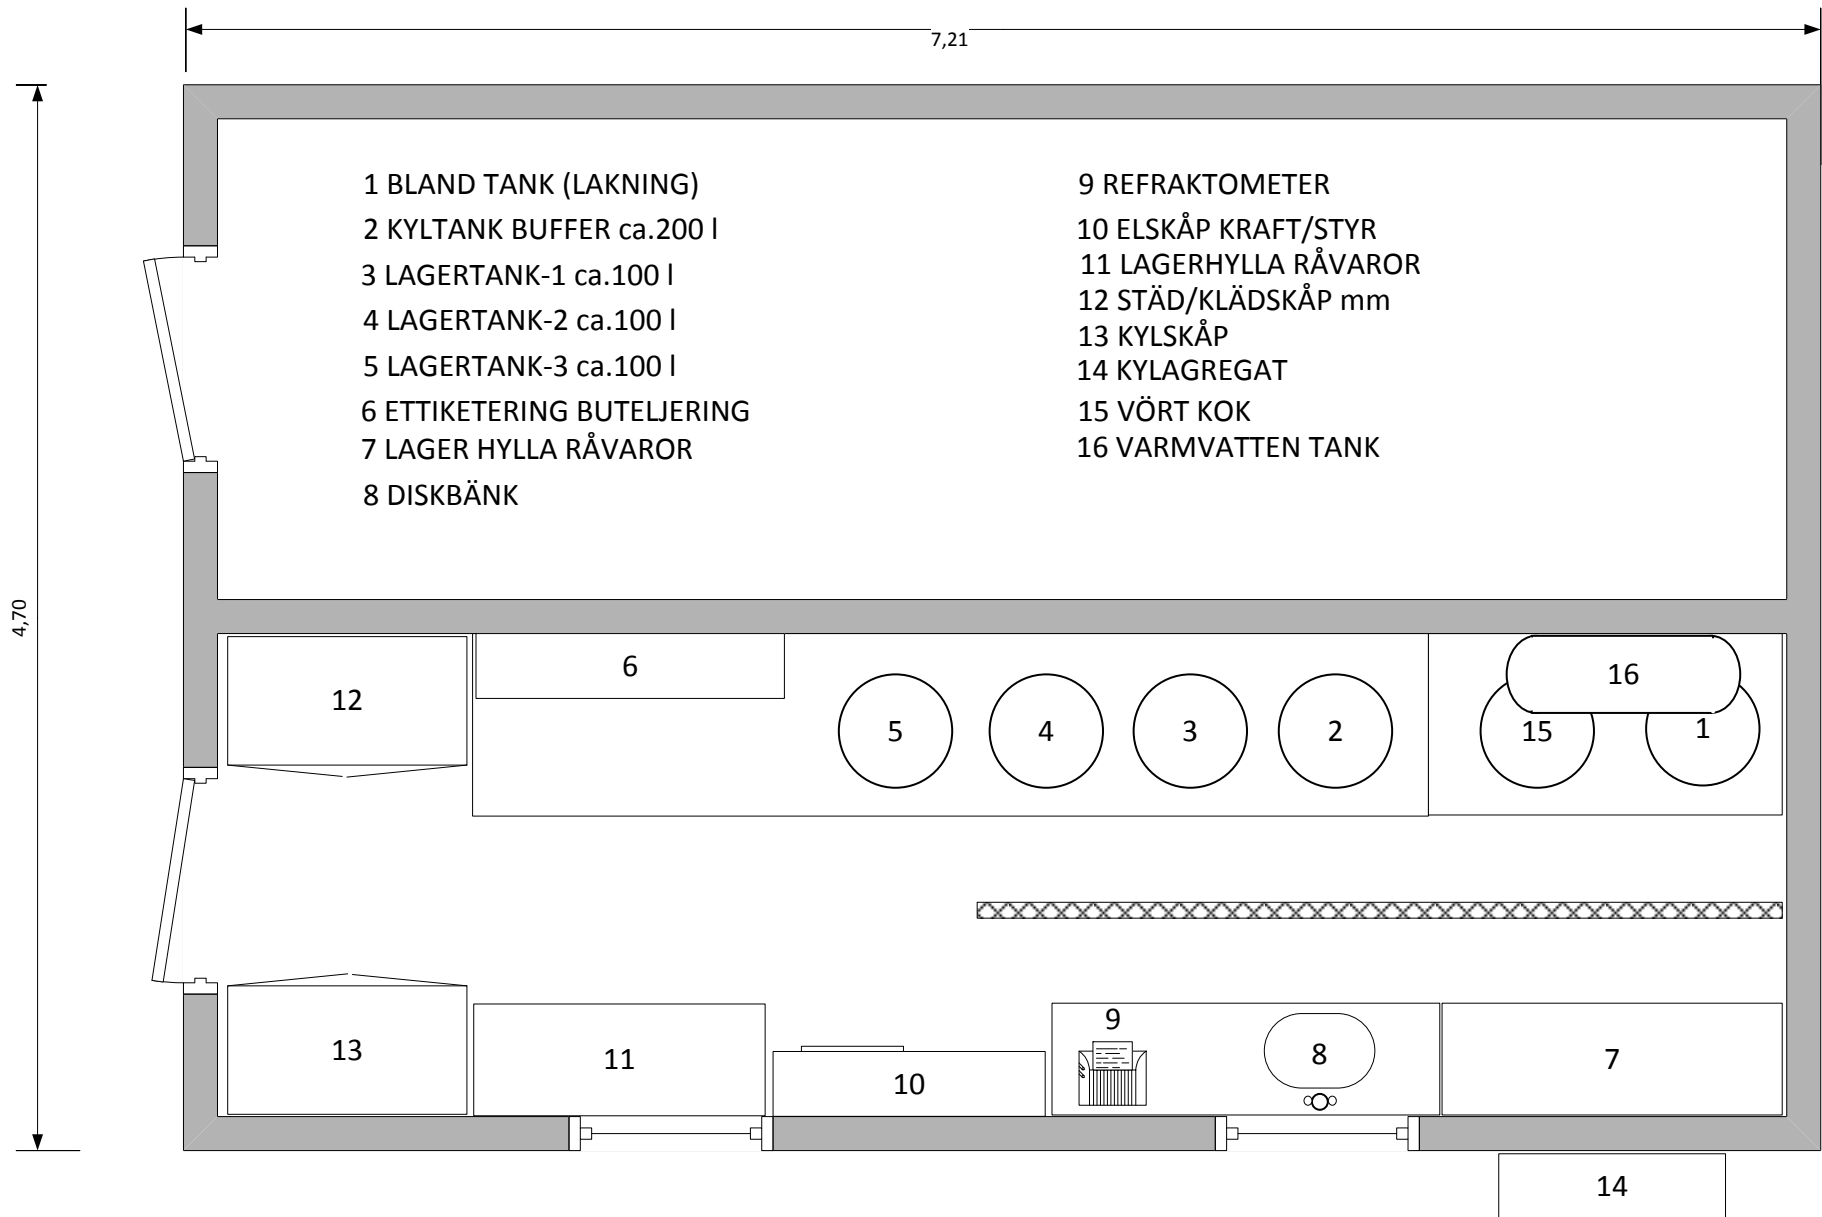 7,21
4,70
1 BLAND TANK (LAKNING)
2 KYLTANK BUFFER ca.200 l
3 LAGERTANK-1 ca.100 l
4 LAGERTANK-2 ca.100 l
5 LAGERTANK-3 ca.100 l
6 ETTIKETERING BUTELJERING
7 LAGER HYLLA RÅVAROR
8 DISKBÄNK
9 REFRAKTOMETER
10 ELSKÅP KRAFT/STYR
11 LAGERHYLLA RÅVAROR
12 STÄD/KLÄDSKÅP mm
13 KYLSKÅP
14 KYLAGREGAT
15 VÖRT KOK
16 VARMVATTEN TANK
12
6
5
4
3
2
16
15
1
13
11
10
9
8
7
14